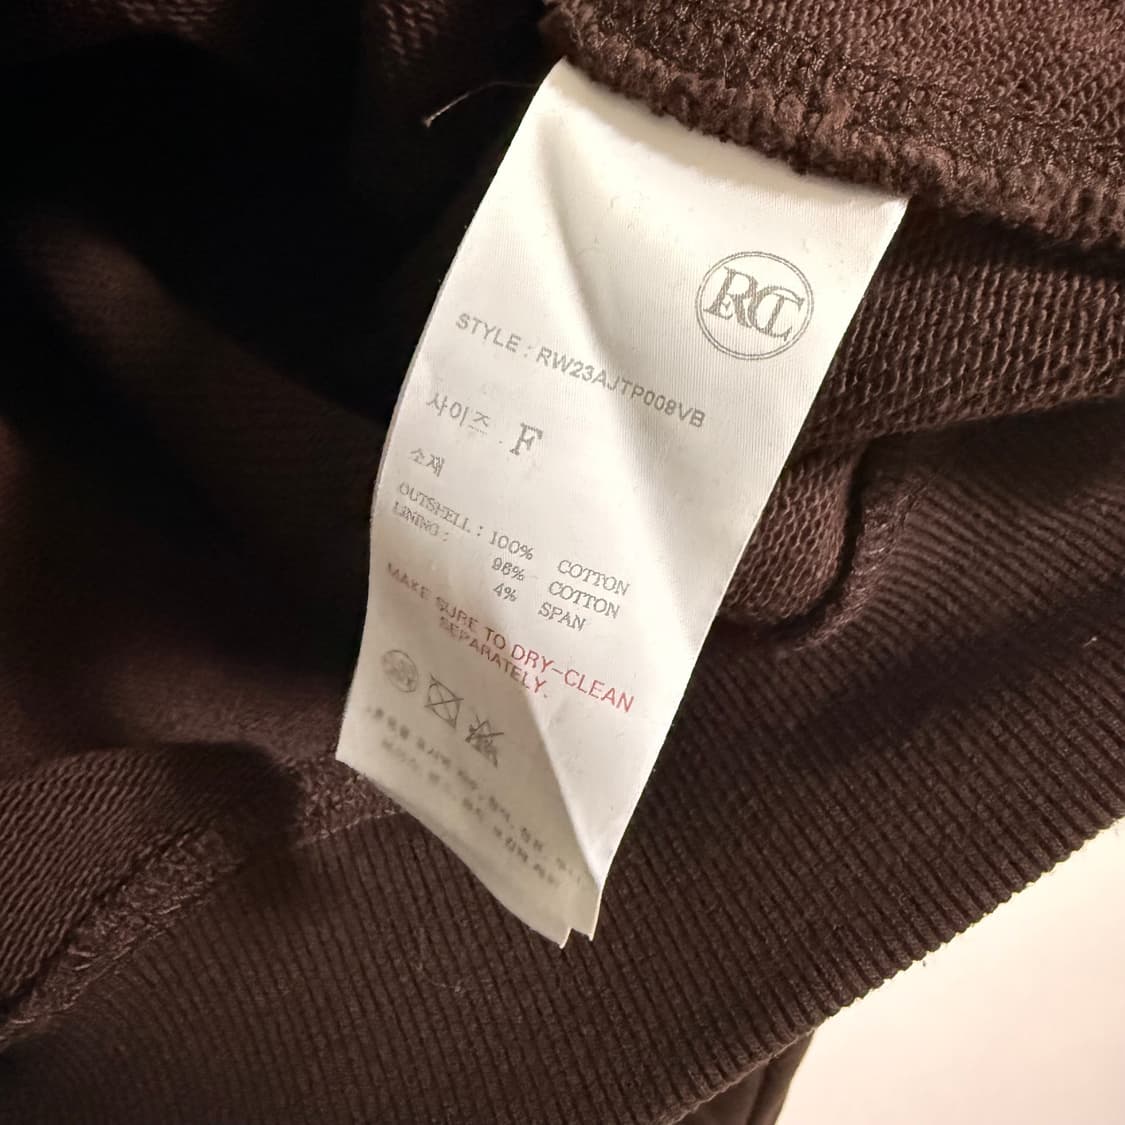 RCT
STYLE : RW23AJTP008VB
사이즈 F
소재
OUTSHELL : 100% COTTON
LINING : 96% COTTON
4% SPAN
MAKE SURE TO DRY-CLEAN
SEPARATELY.